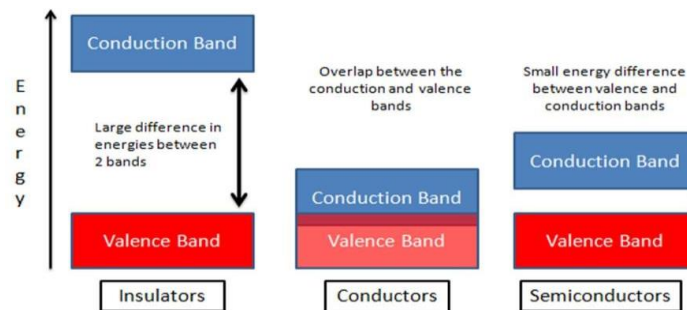 Energy
Conduction Band
Large difference in
energies between
2 bands
Valence Band
Insulators
Overlap between the
conduction and valence
bands
Conduction Band
Valence Band
Conductors
Small energy difference
between valence and
conduction bands
Conduction Band
Valence Band
Semiconductors